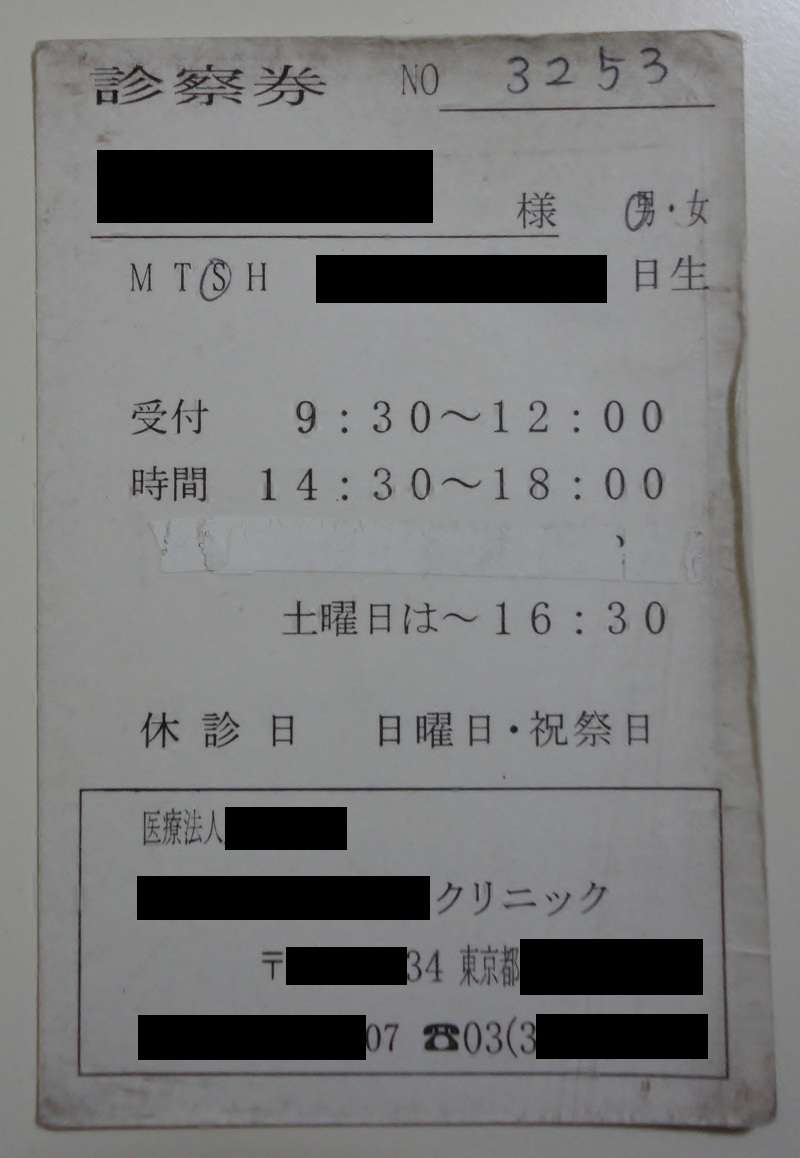 診察券 NO 3253
様 男・女
M T S H 日生
受付 9:30～12:00
時間 14:30～18:00
土曜日は～16:30
休診日 日曜日・祝祭日
医療法人
クリニック
〒 34 東京都
07 ☎03(3